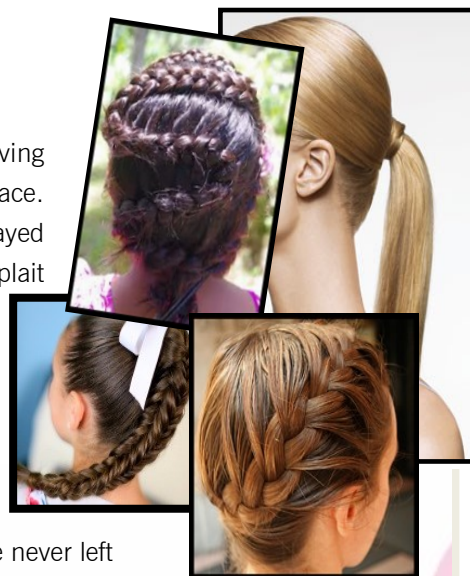 ving
ace.
ayed
plait
e never left